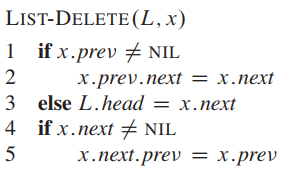 LIST-DELETE(L, x)
1 if x.prev ≠ NIL
2 x.prev.next = x.next
3 else L.head = x.next
4 if x.next ≠ NIL
5 x.next.prev = x.prev